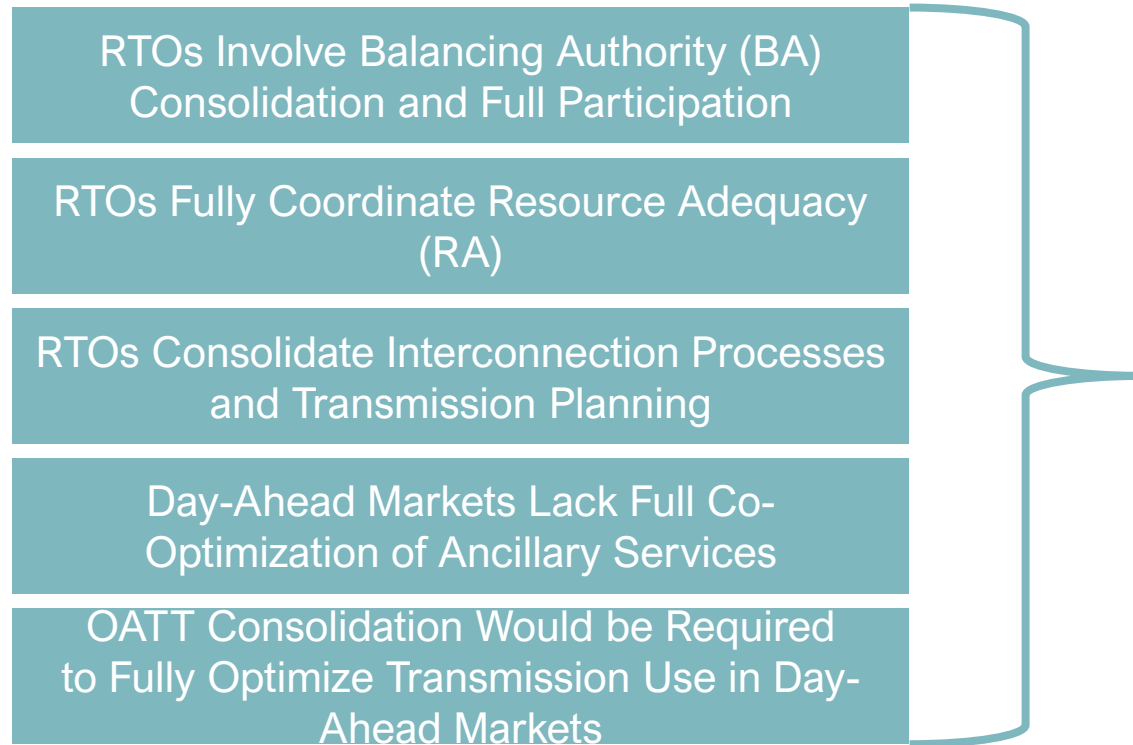 RTOs Involve Balancing Authority (BA)
Consolidation and Full Participation
RTOs Fully Coordinate Resource Adequacy
(RA)
RTOs Consolidate Interconnection Processes
and Transmission Planning
Day-Ahead Markets Lack Full Co-
Optimization of Ancillary Services
OATT Consolidation Would be Required
to Fully Optimize Transmission Use in Day-
Ahead Markets